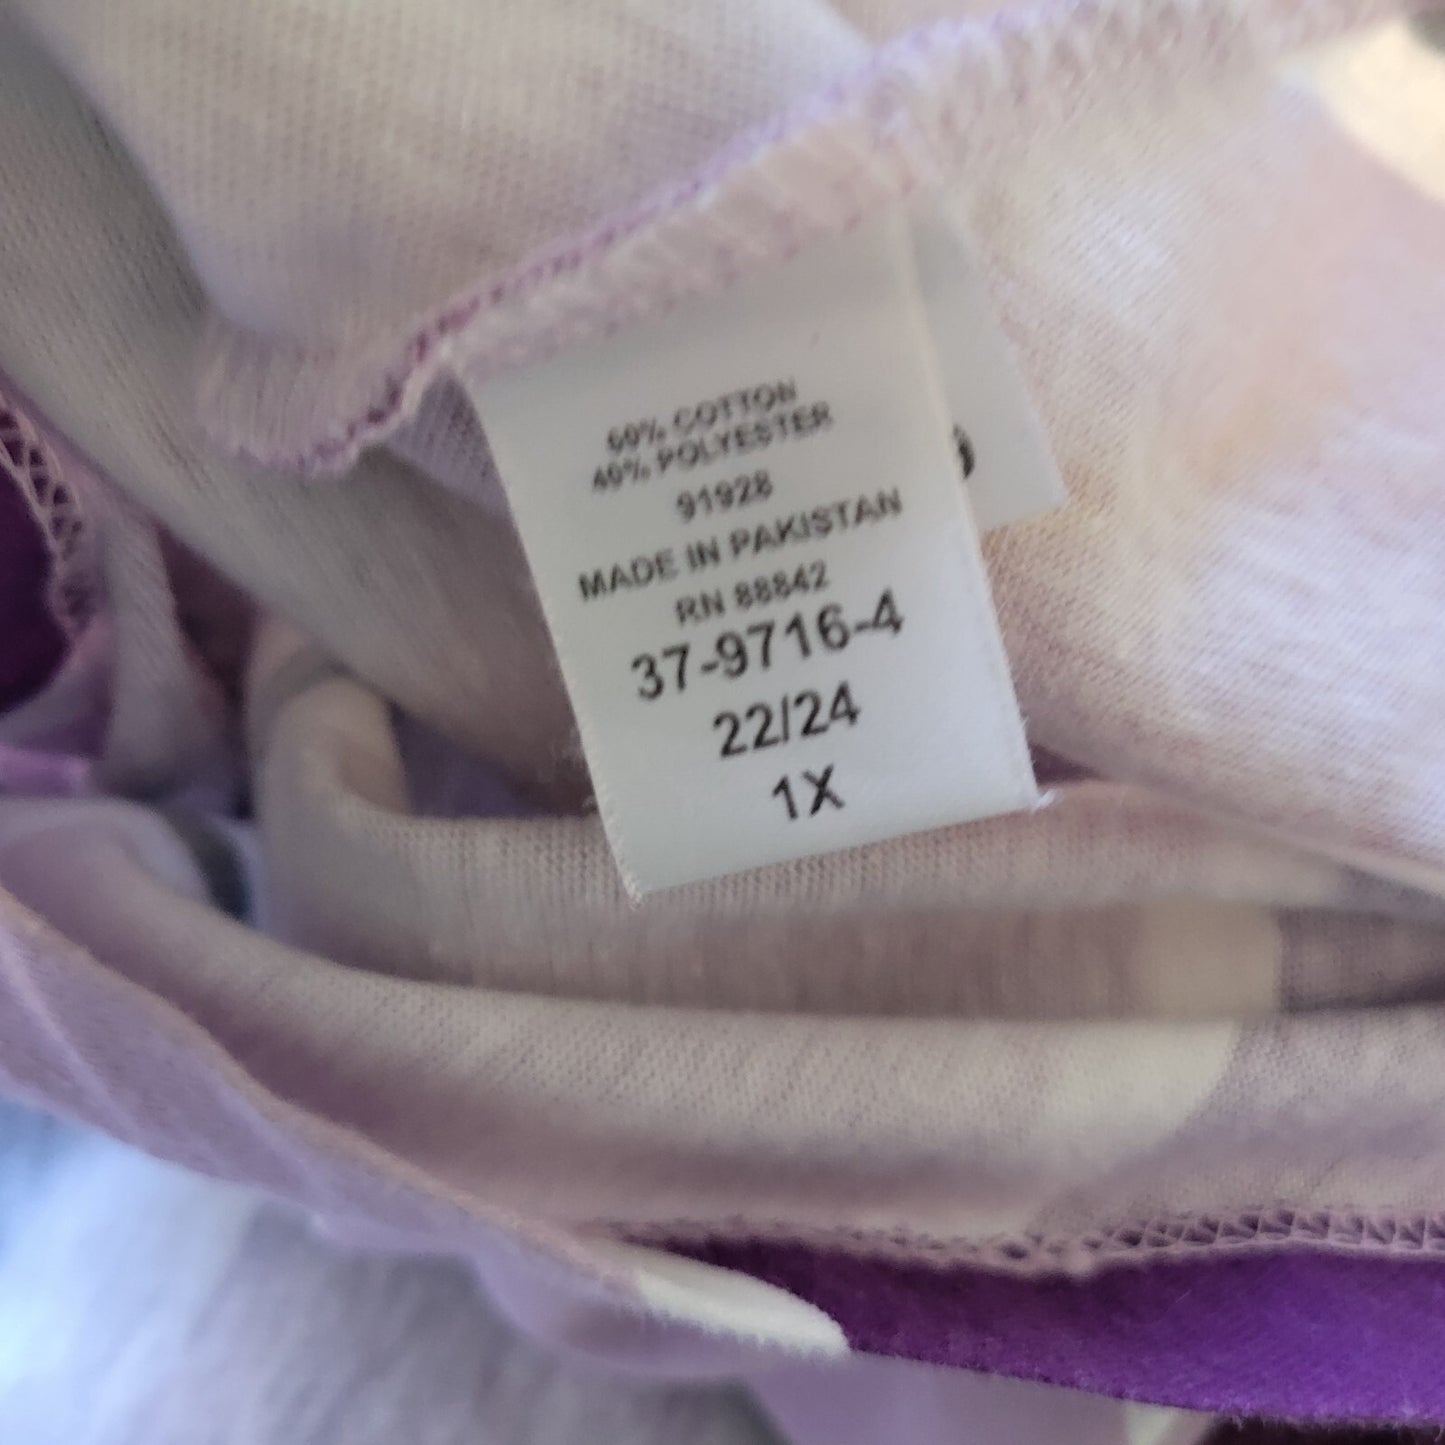 60% COTTON
40% POLYESTER
91928
MADE IN PAKISTAN
RN 88842
37-9716-4
22/24
1X